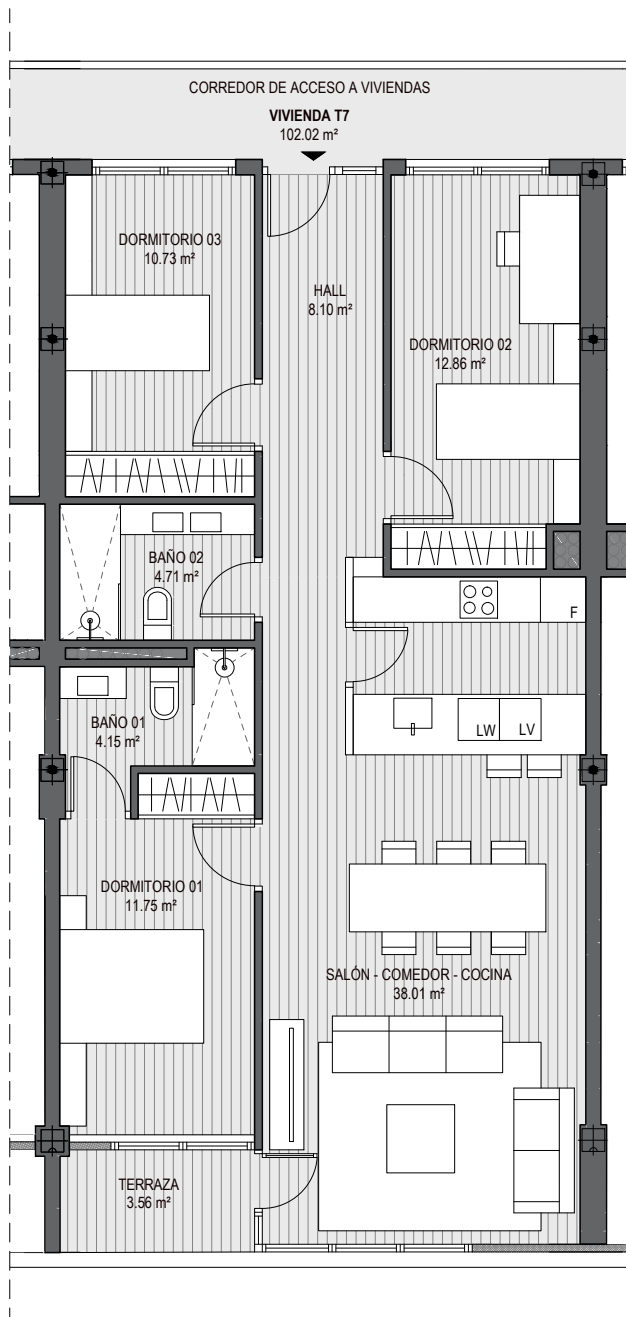 CORREDOR DE ACCESO A VIVIENDAS
VIVIENDA T7
102.02 m²
DORMITORIO 03
10.73 m²
HALL
8.10 m²
DORMITORIO 02
12.86 m²
BAÑO 02
4.71 m²
F
BAÑO 01
4.15 m²
LW
LV
DORMITORIO 01
11.75 m²
SALÓN - COMEDOR - COCINA
38.01 m²
TERRAZA
3.56 m²